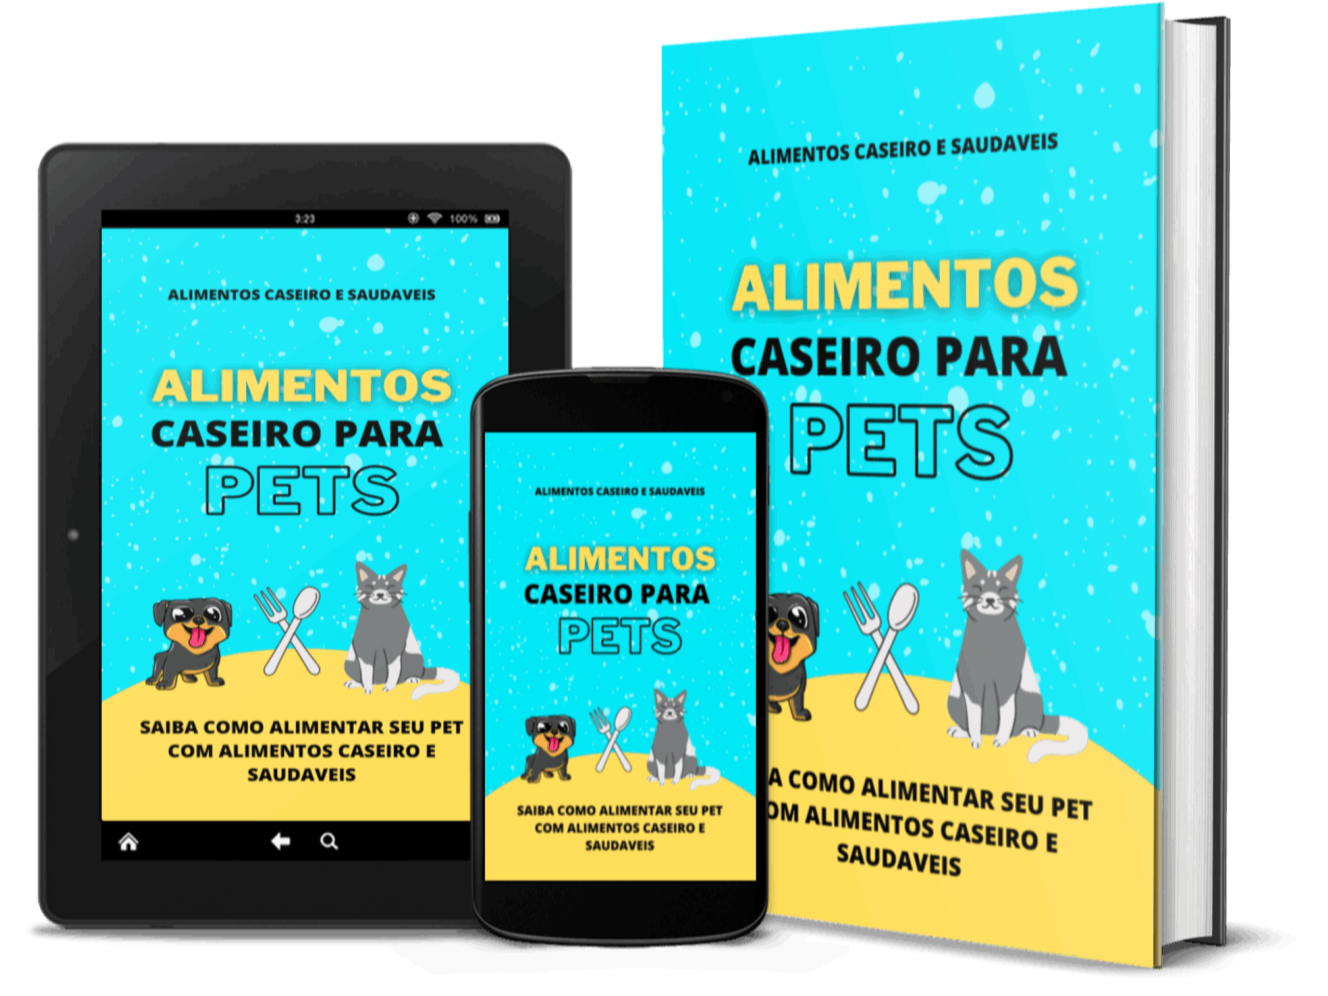 3:23
100%
ALIMENTOS CASEIRO E SAUDAVEIS
ALIMENTOS
CASEIRO PARA
PETS
SAIBA COMO ALIMENTAR SEU PET
COM ALIMENTOS CASEIRO E
SAUDAVEIS
ALIMENTOS CASEIRO E SAUDAVEIS
ALIMENTOS
CASEIRO PARA
PETS
SAIBA COMO ALIMENTAR SEU PET
COM ALIMENTOS CASEIRO E
SAUDAVEIS
ALIMENTOS CASEIRO E SAUDAVEIS
ALIMENTOS
CASEIRO PARA
PETS
A COMO ALIMENTAR SEU PET
OM ALIMENTOS CASEIRO E
SAUDAVEIS